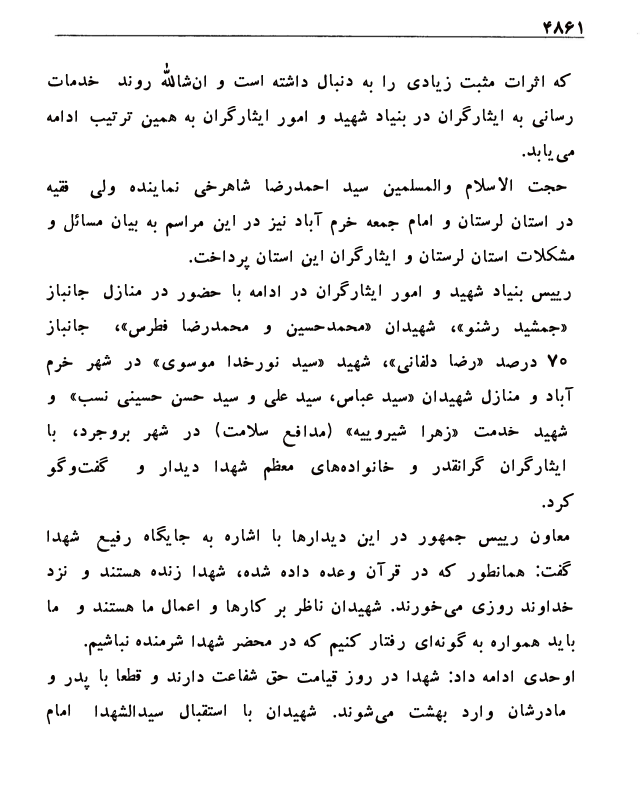 ۴۸۶۱
که اثرات مثبت زیادی را به دنبال داشته است و ان‌شاالله روند خدمات
رسانی به ایثارگران در بنیاد شهید و امور ایثارگران به همین ترتیب ادامه
می‌یابد.
حجت الاسلام والمسلمین سید احمدرضا شاهرخی نماینده ولی فقیه
در استان لرستان و امام جمعه خرم آباد نیز در این مراسم به بیان مسائل و
مشکلات استان لرستان و ایثارگران این استان پرداخت.
رییس بنیاد شهید و امور ایثارگران در ادامه با حضور در منازل جانباز
«جمشید رشنو»، شهیدان «محمدحسین و محمدرضا فطرس»، جانباز
۷۰ درصد «رضا دلفانی»، شهید «سید نورخدا موسوی» در شهر خرم
آباد و منازل شهیدان «سید عباس، سید علی و سید حسن حسینی نسب» و
شهید خدمت «زهرا شیروییه» (مدافع سلامت) در شهر بروجرد، با
ایثارگران گرانقدر و خانواده‌های معظم شهدا دیدار و گفت‌وگو
کرد.
معاون رییس جمهور در این دیدارها با اشاره به جایگاه رفیع شهدا
گفت: همانطور که در قرآن وعده داده شده، شهدا زنده هستند و نزد
خداوند روزی می‌خورند. شهیدان ناظر بر کارها و اعمال ما هستند و ما
باید همواره به گونه‌ای رفتار کنیم که در محضر شهدا شرمنده نباشیم.
اوحدی ادامه داد: شهدا در روز قیامت حق شفاعت دارند و قطعا با پدر و
مادرشان وارد بهشت می‌شوند. شهیدان با استقبال سیدالشهدا امام